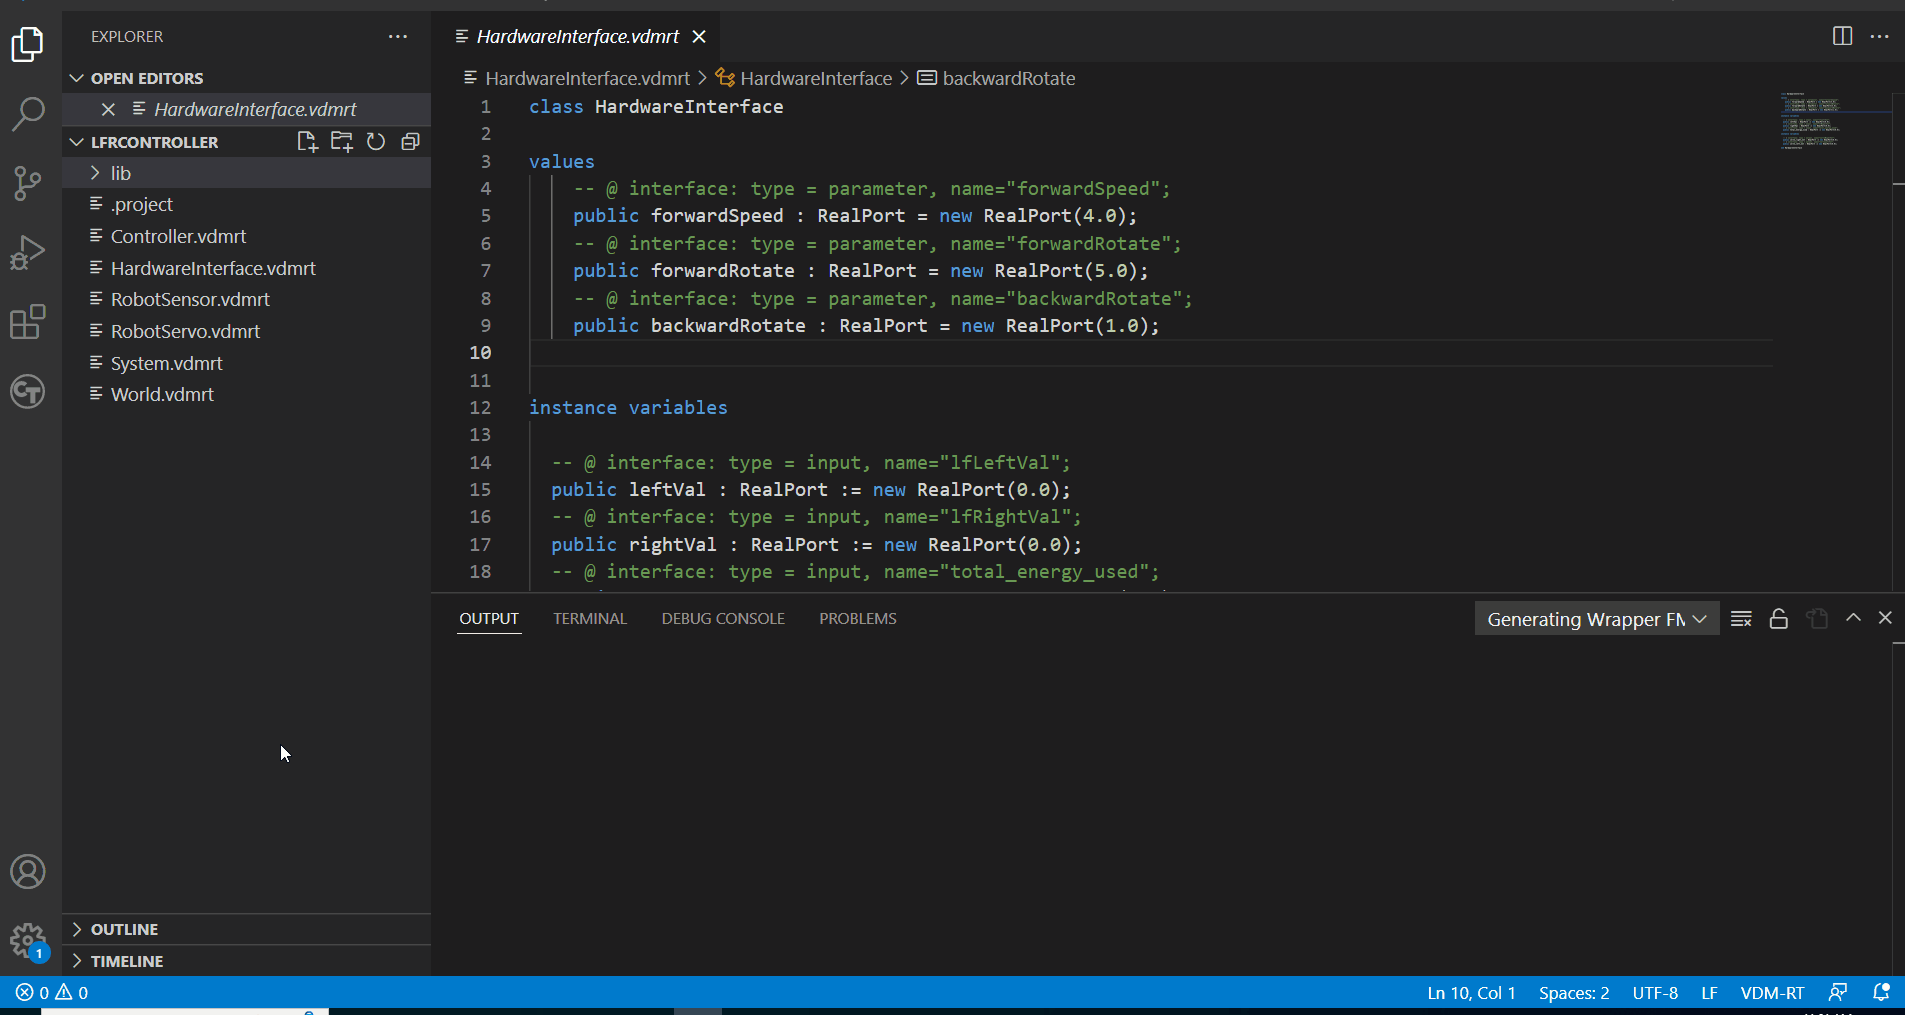 EXPLORER
OPEN EDITORS
HardwareInterface.vdmrt
LFRCONTROLLER
lib
.project
Controller.vdmrt
HardwareInterface.vdmrt
RobotSensor.vdmrt
RobotServo.vdmrt
System.vdmrt
World.vdmrt
OUTLINE
TIMELINE
HardwareInterface.vdmrt
HardwareInterface.vdmrt > HardwareInterface > backwardRotate
1 class HardwareInterface
2
3 values
4 -- @ interface: type = parameter, name="forwardSpeed";
5 public forwardSpeed : RealPort = new RealPort(4.0);
6 -- @ interface: type = parameter, name="forwardRotate";
7 public forwardRotate : RealPort = new RealPort(5.0);
8 -- @ interface: type = parameter, name="backwardRotate";
9 public backwardRotate : RealPort = new RealPort(1.0);
10
11
12 instance variables
13
14 -- @ interface: type = input, name="lfLeftVal";
15 public leftVal : RealPort := new RealPort(0.0);
16 -- @ interface: type = input, name="lfRightVal";
17 public rightVal : RealPort := new RealPort(0.0);
18 -- @ interface: type = input, name="total_energy_used";
OUTPUT TERMINAL DEBUG CONSOLE PROBLEMS
Generating Wrapper FM
1
0 0
Ln 10, Col 1 Spaces: 2 UTF-8 LF VDM-RT